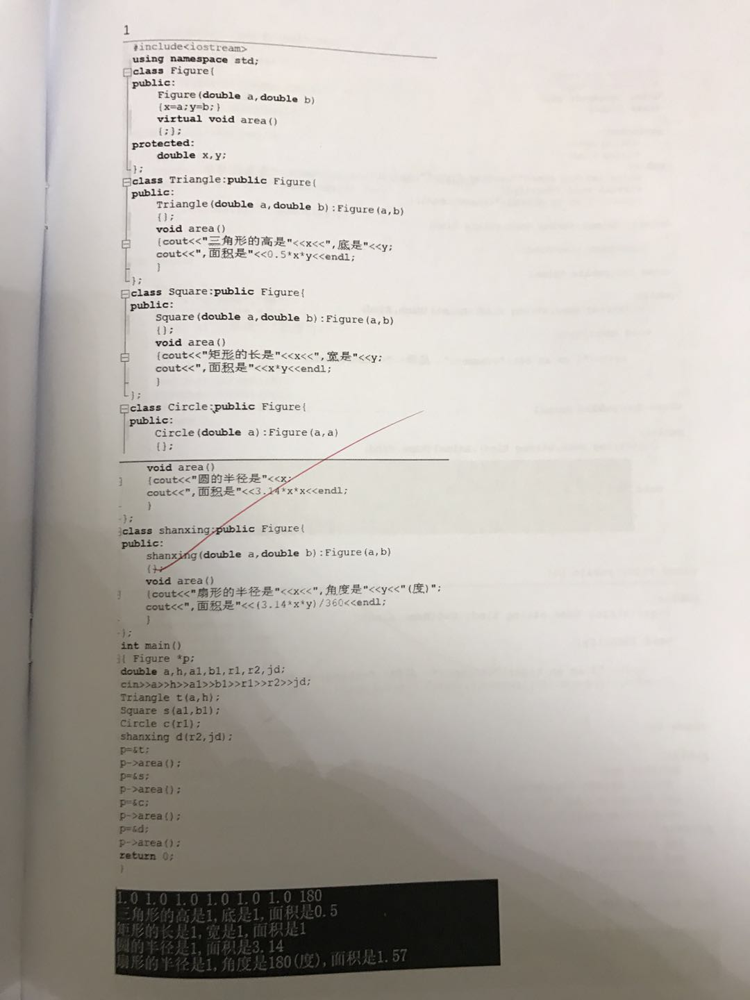 1
#include<iostream>
using namespace std;
class Figure{
public:
Figure(double a,double b)
{x=a;y=b;}
virtual void area()
{;};
protected:
double x,y;
};
class Triangle:public Figure{
public:
Triangle(double a,double b):Figure(a,b)
{};
void area()
{cout<<"三角形的高是"<<x<<",底是"<<y;
cout<<",面积是"<<0.5*x*y<<endl;
}
};
class Square:public Figure{
public:
Square(double a,double b):Figure(a,b)
{};
void area()
{cout<<"矩形的长是"<<x<<",宽是"<<y;
cout<<",面积是"<<x*y<<endl;
}
};
class Circle:public Figure{
public:
Circle(double a):Figure(a,a)
{};
void area()
{cout<<"圆的半径是"<<x;
cout<<",面积是"<<3.14*x*x<<endl;
}
};
class shanxing:public Figure{
public:
shanxing(double a,double b):Figure(a,b)
{};
void area()
{cout<<"扇形的半径是"<<x<<",角度是"<<y<<"(度)";
cout<<",面积是"<<(3.14*x*y)/360<<endl;
}
};
int main()
{ Figure *p;
double a,h,a1,b1,r1,r2,jd;
cin>>a>>h>>a1>>b1>>r1>>r2>>jd;
Triangle t(a,h);
Square s(a1,b1);
Circle c(r1);
shanxing d(r2,jd);
p=&t;
p->area();
p=&s;
p->area();
p=&c;
p->area();
p=&d;
p->area();
return 0;
}
1.0 1.0 1.0 1.0 1.0 1.0 180
三角形的高是1,底是1,面积是0.5
矩形的长是1,宽是1,面积是1
圆的半径是1,面积是3.14
扇形的半径是1,角度是180(度),面积是1.57